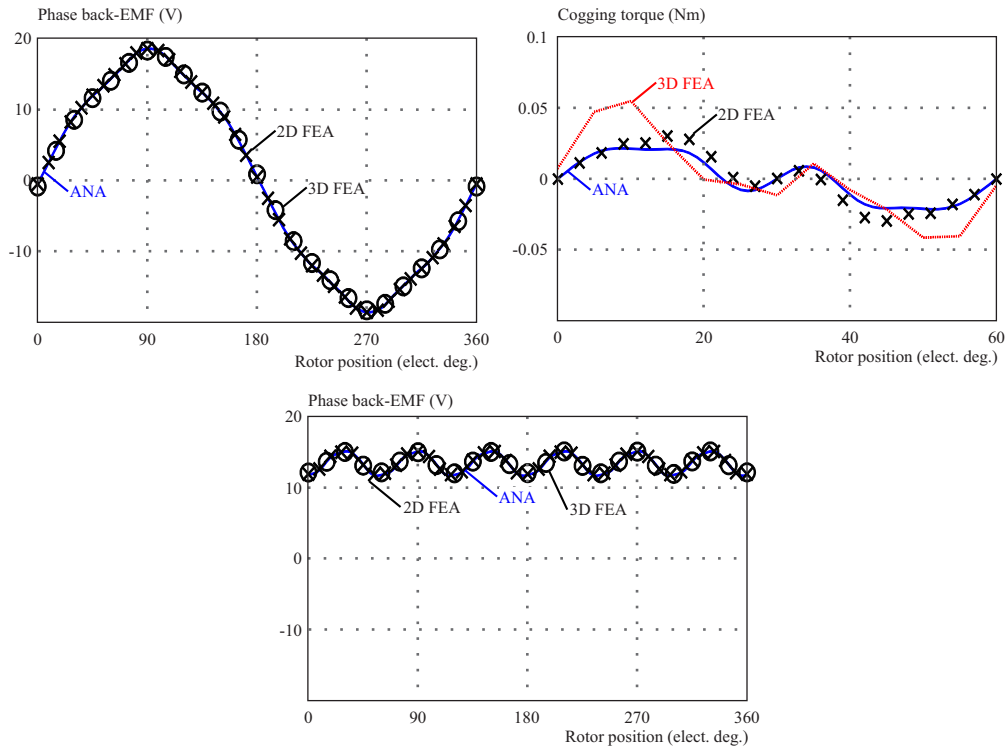 Phase back-EMF (V)
20
10
0
-10
2D FEA
3D FEA
ANA
0
90
180
270
360
Rotor position (elect. deg.)
Cogging torque (Nm)
0.1
0.05
0
-0.05
3D FEA
2D FEA
ANA
0
20
40
60
Rotor position (elect. deg.)
Phase back-EMF (V)
20
10
0
-10
2D FEA
ANA
3D FEA
0
90
180
270
360
Rotor position (elect. deg.)